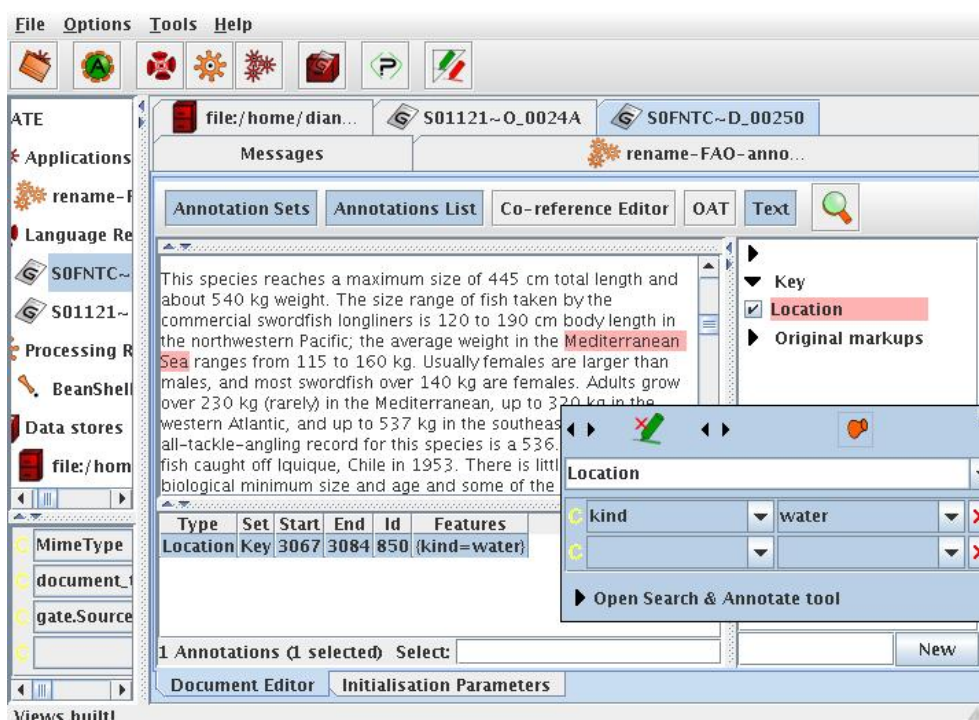 File Options Tools Help
ATE
Applications
rename-F
Language Re
S0FNTC~
S01121~
Processing R
BeanShell
Data stores
file:/hom
MimeType
document_t
gate.Source
file:/home/dian... S01121~O_0024A S0FNTC~D_00250
Messages rename-FAO-anno...
Annotation Sets Annotations List Co-reference Editor OAT Text
This species reaches a maximum size of 445 cm total length and
about 540 kg weight. The size range of fish taken by the
commercial swordfish longliners is 120 to 190 cm body length in
the northwestern Pacific; the average weight in the Mediterranean
Sea ranges from 115 to 160 kg. Usually females are larger than
males, and most swordfish over 140 kg are females. Adults grow
over 230 kg (rarely) in the Mediterranean, up to 320 kg in the
western Atlantic, and up to 537 kg in the southeas
all-tackle-angling record for this species is a 536.
fish caught off Iquique, Chile in 1953. There is littl
biological minimum size and age and some of the
Key
Location
Original markups
Location
C kind water
C
Open Search & Annotate tool
Type Set Start End Id Features
Location Key 3067 3084 850 {kind=water}
1 Annotations (1 selected) Select:
New
Document Editor Initialisation Parameters
Views built!